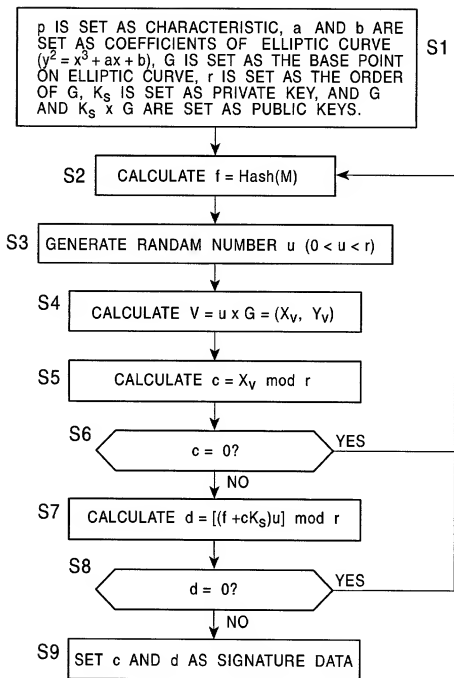 p IS SET AS CHARACTERISTIC, a AND b ARE
SET AS COEFFICIENTS OF ELLIPTIC CURVE
(y² = x³ + ax + b), G IS SET AS THE BASE POINT
ON ELLIPTIC CURVE, r IS SET AS THE ORDER
OF G, Kₛ IS SET AS PRIVATE KEY, AND G
AND Kₛ x G ARE SET AS PUBLIC KEYS.
S1
S2
CALCULATE f = Hash(M)
S3
GENERATE RANDAM NUMBER u (0 < u < r)
S4
CALCULATE V = u x G = (Xᵥ, Yᵥ)
S5
CALCULATE c = Xᵥ mod r
S6
c = 0?
YES
NO
S7
CALCULATE d = [(f +cKₛ)u] mod r
S8
d = 0?
YES
NO
S9
SET c AND d AS SIGNATURE DATA